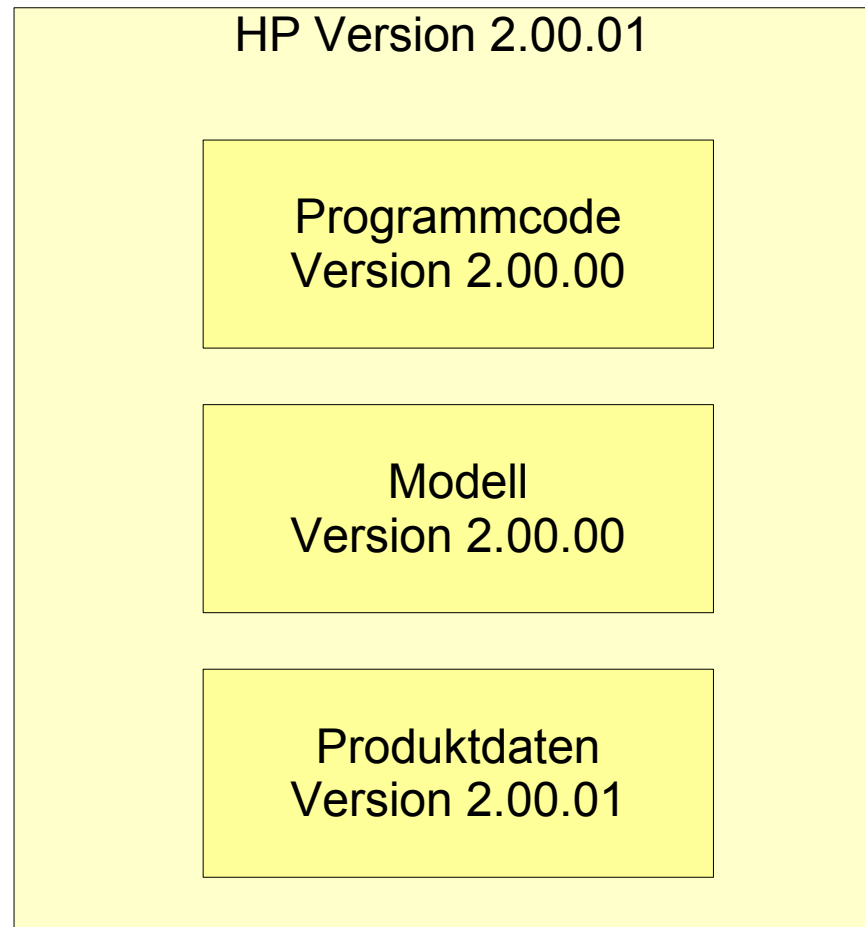 HP Version 2.00.01
Programmcode
Version 2.00.00
Modell
Version 2.00.00
Produktdaten
Version 2.00.01